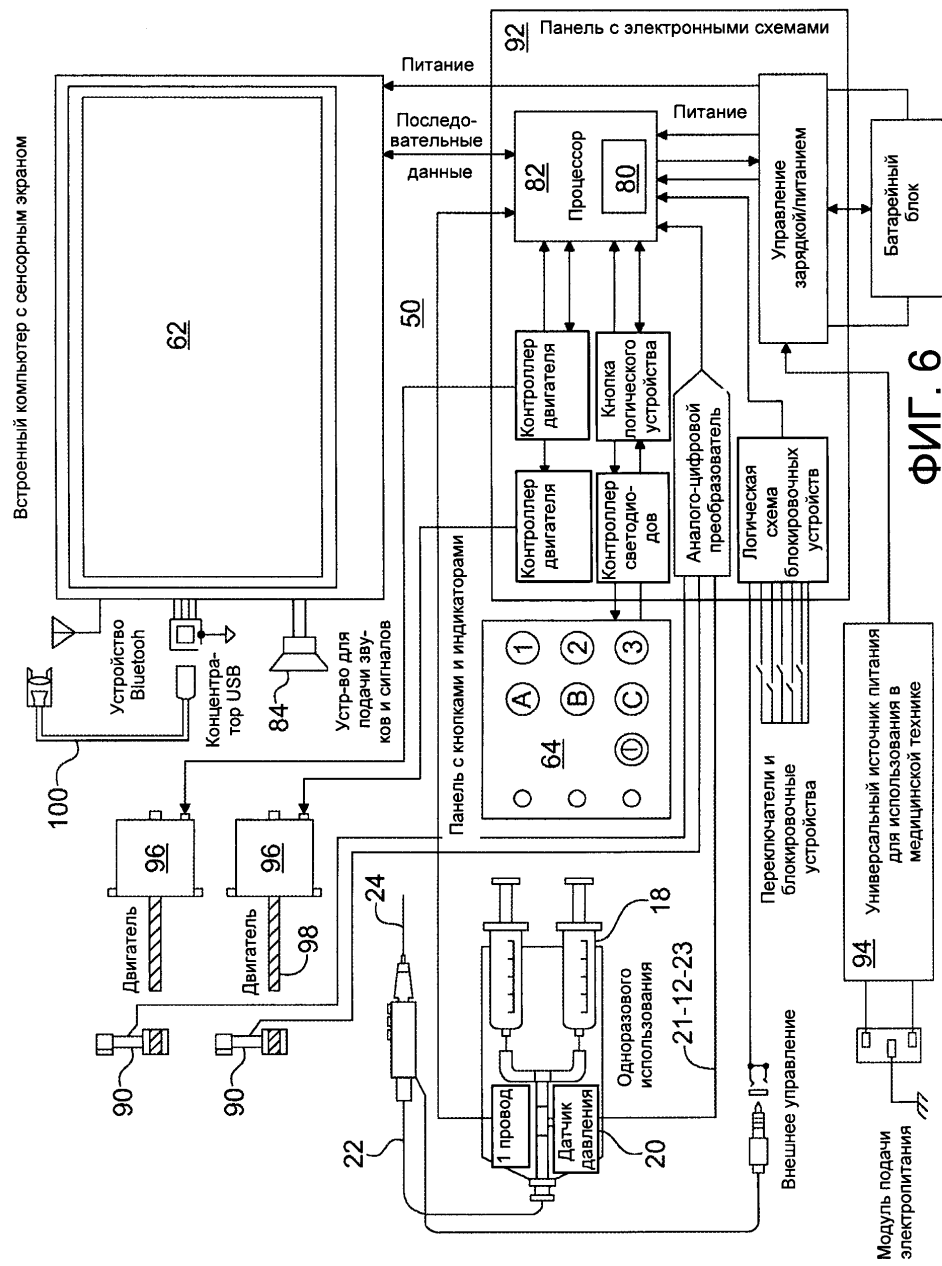 Встроенный компьютер с сенсорным экраном
62
Питание
Последо-
вательные
данные
Устройство
Bluetooh
Концентра-
тор USB
84
Устр-во для
подачи зву-
ков и сигналов
100
96
Двигатель
96
Двигатель
98
90
90
50
92
Панель с электронными схемами
82
Процессор
80
Питание
Контроллер
двигателя
Контроллер
двигателя
Кнопка
логического
устройства
Контроллер
светодио-
дов
Аналого-цифровой
преобразователь
Логическая
схема
блокировочных
устройств
Управление
зарядкой/питанием
Батарейный
блок
Панель с кнопками и индикаторами
64
A
B
C
1
2
3
24
22
18
1 провод
Датчик
давления
20
Одноразового
использования
21-12-23
Переключатели и
блокировочные
устройства
Внешнее управление
94
Универсальный источник питания
для использования в
медицинской технике
Модуль подачи
электропитания
ФИГ. 6